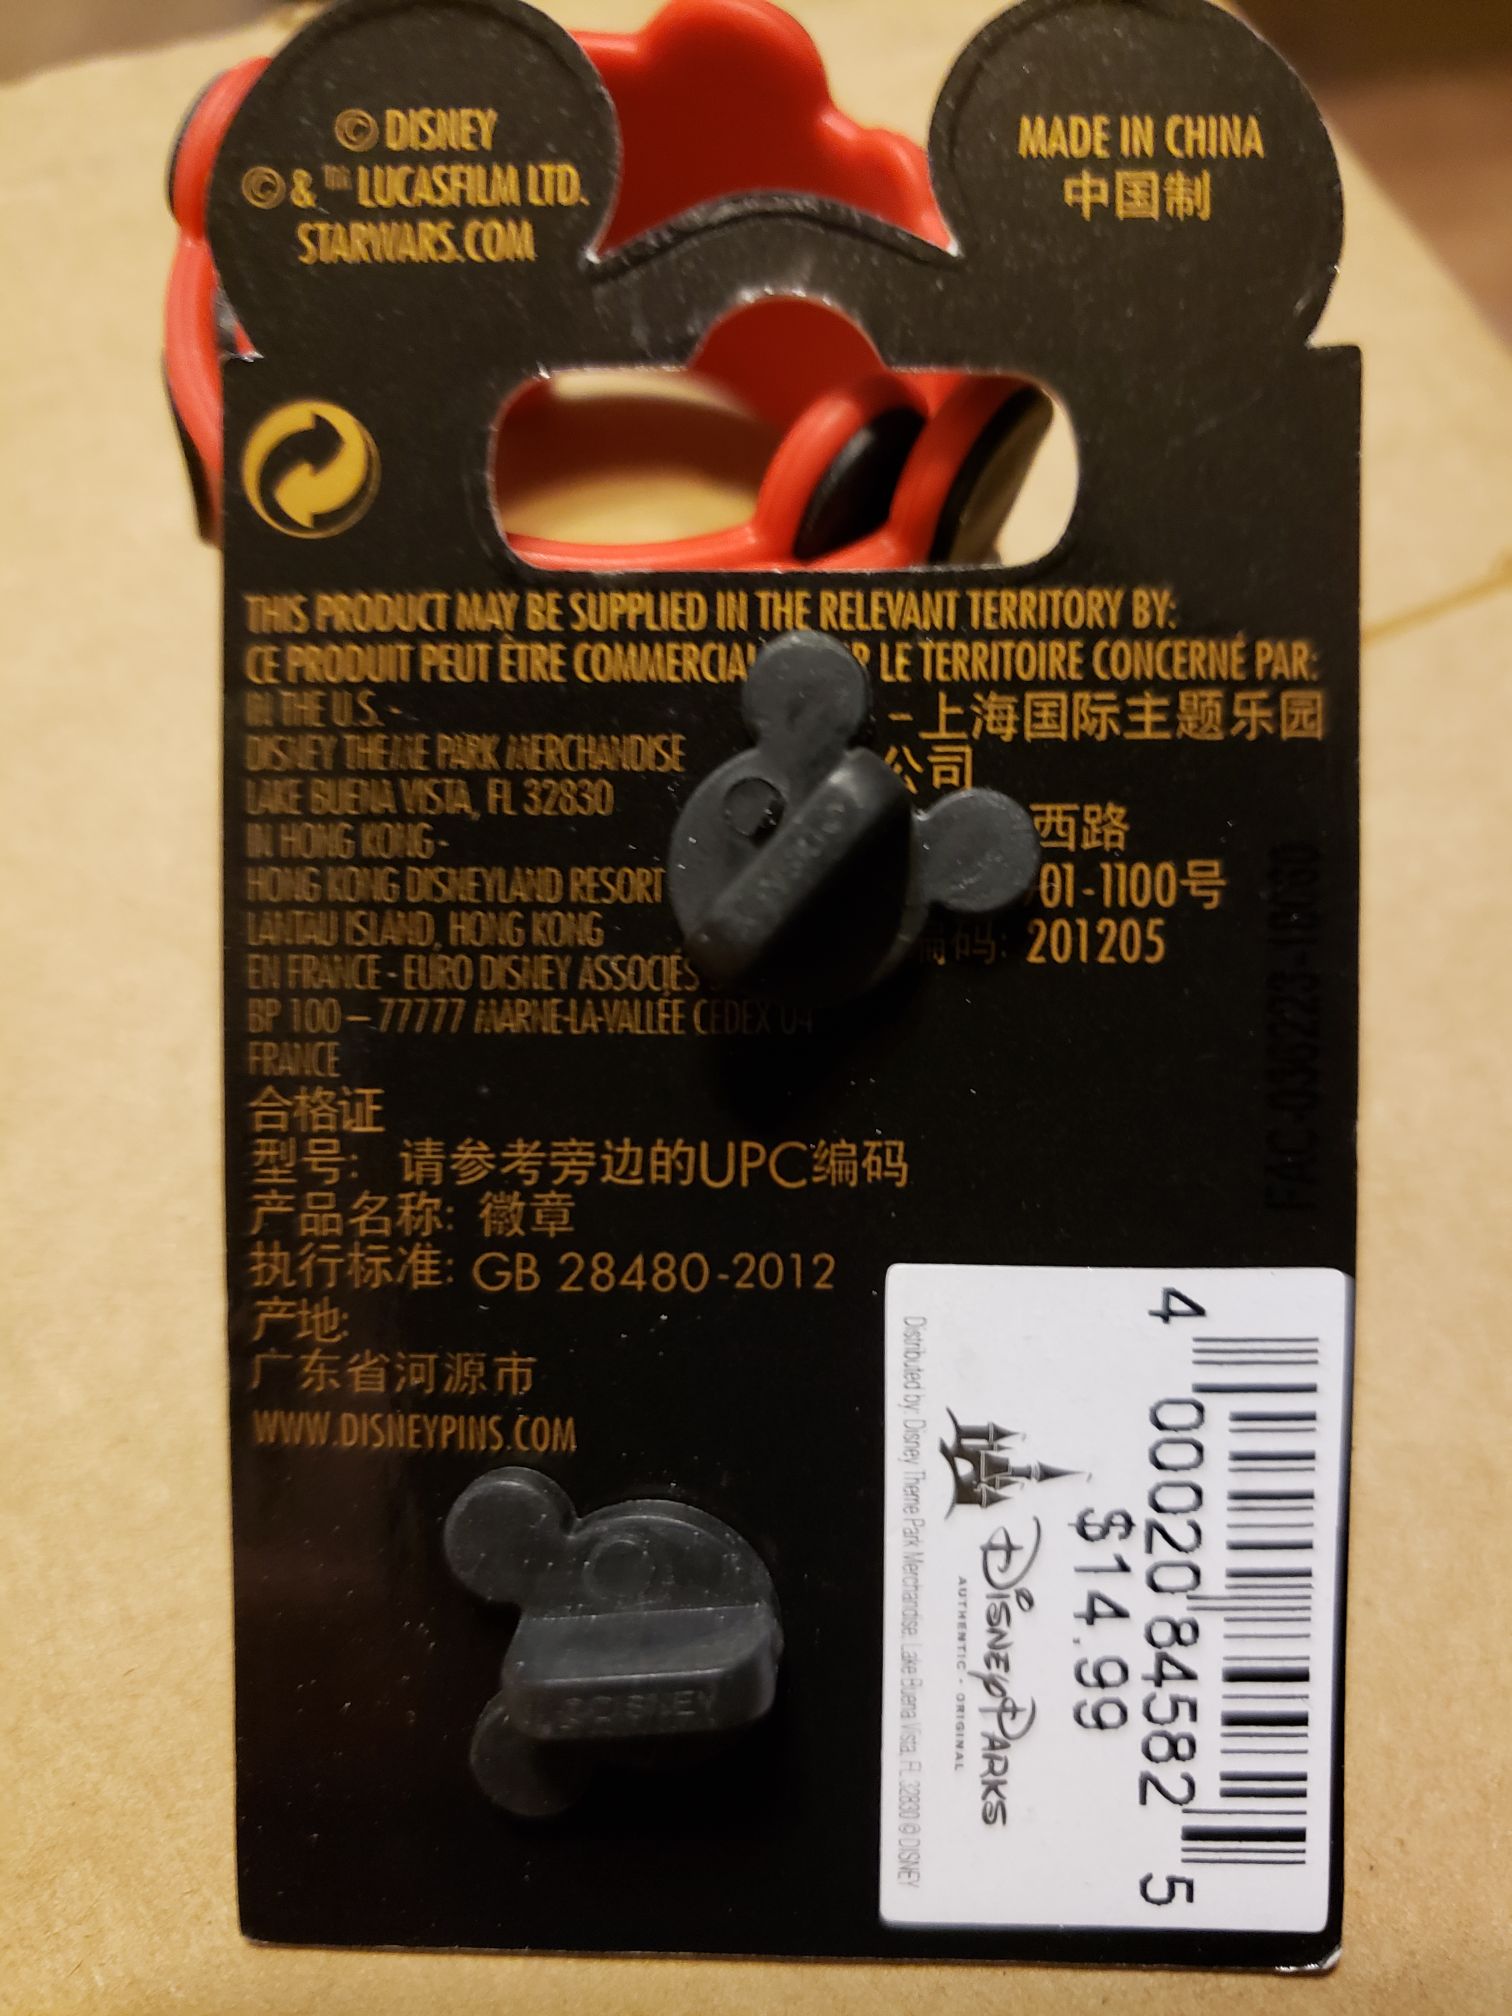 © DISNEY
© & ™ LUCASFILM LTD.
STARWARS.COM
MADE IN CHINA
中国制
THIS PRODUCT MAY BE SUPPLIED IN THE RELEVANT TERRITORY BY:
CE PRODUIT PEUT ÊTRE LE TERRITOIRE CONCERNÉ PAR:
IN THE U.S. -
DISNEY THEME PARK MERCHANDISE
LAKE BUENA VISTA, FL 32830
IN HONG KONG -
HONG KONG DISNEYLAND RESORT
LANTAU ISLAND, HONG KONG
EN FRANCE - EURO DISNEY ASSOCIÉS
BP 100 – 77777 MARNE-LA-VALLÉE CEDEX 04
FRANCE
- 上海国际主题乐园
公司
西路
01-1100号
编码: 201205
合格证
型号: 请参考旁边的UPC编码
产品名称: 徽章
执行标准: GB 28480-2012
产地:
广东省河源市
WWW.DISNEYPINS.COM
4 00020 84582 5
$14.99
DISNEY PARKS
AUTHENTIC · ORIGINAL
Distributed by: Disney Theme Park Merchandise, Lake Buena Vista, FL 32830 © DISNEY
© DISNEY